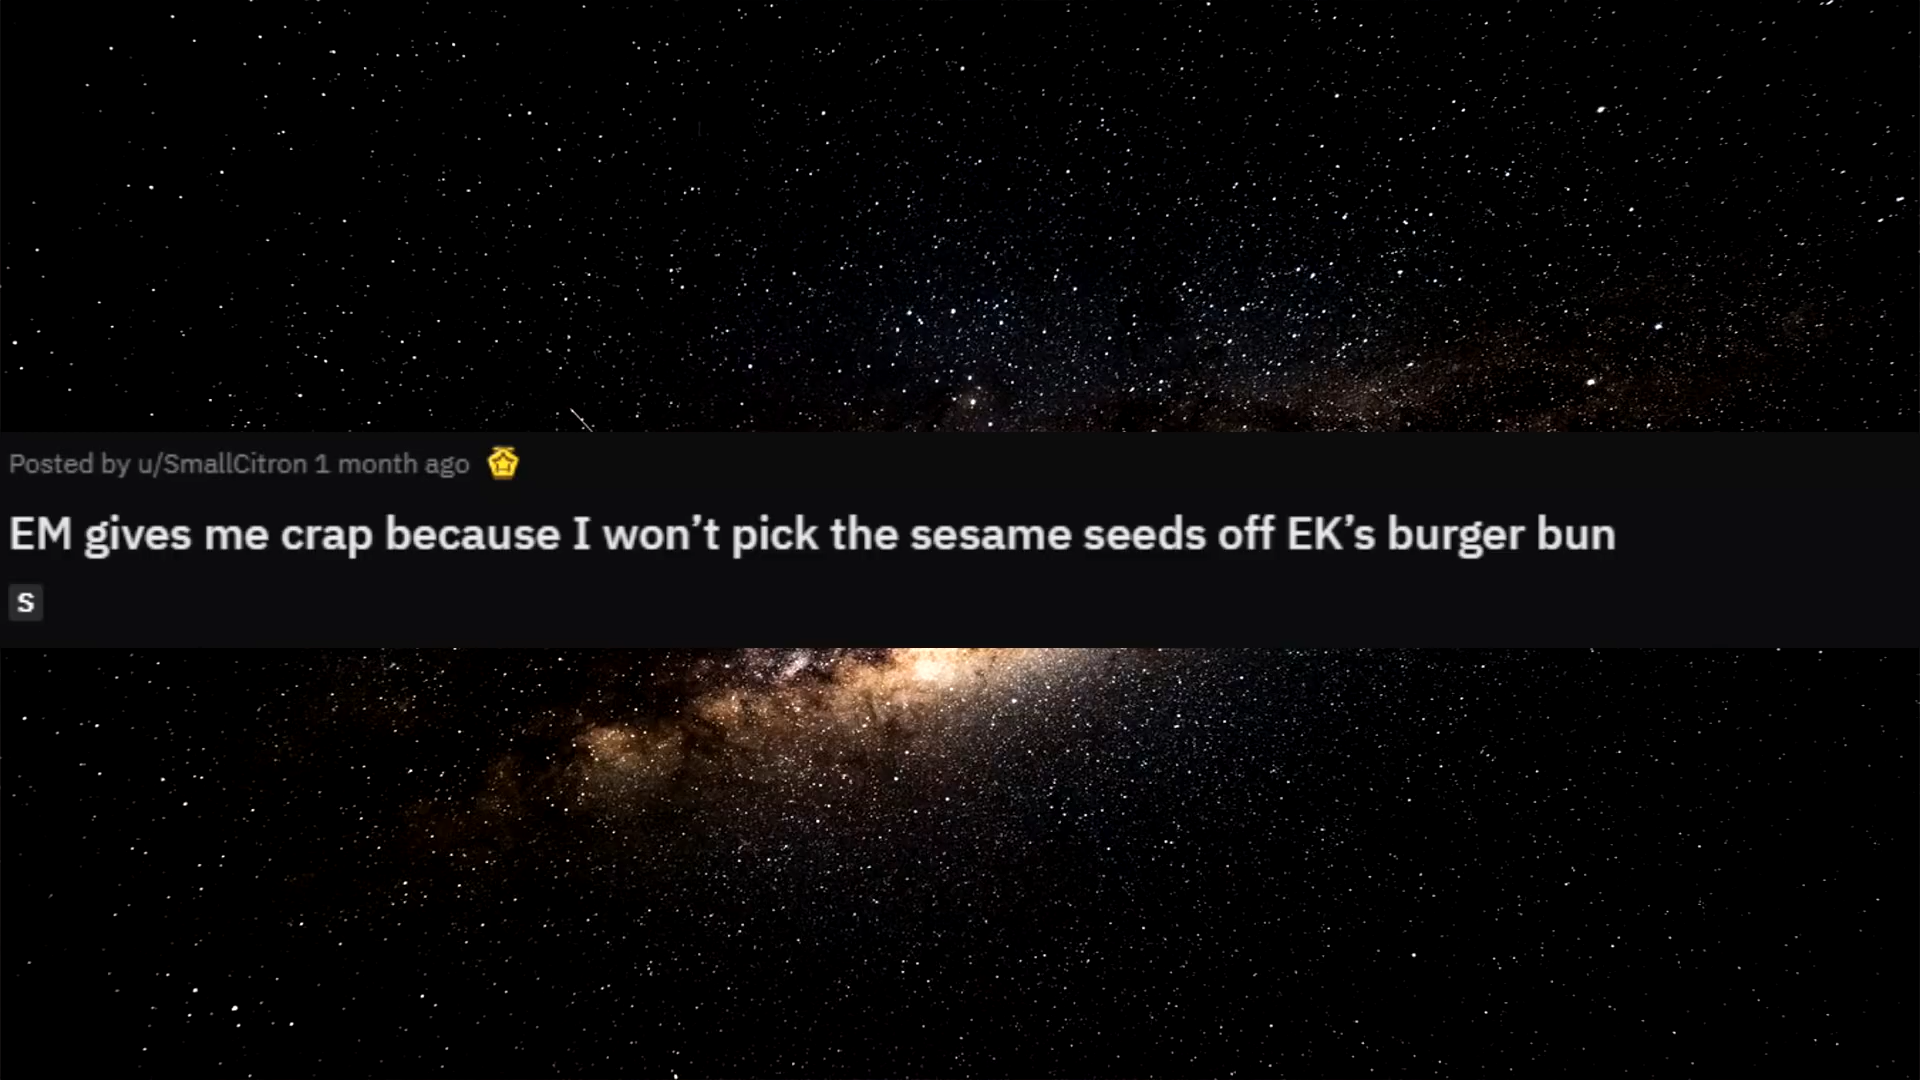 Posted by u/SmallCitron 1 month ago
EM gives me crap because I won’t pick the sesame seeds off EK’s burger bun
S